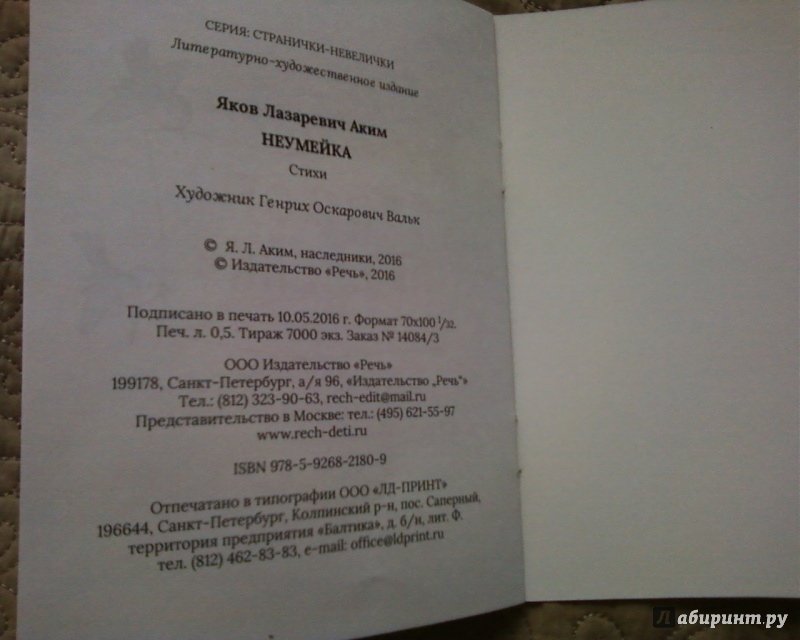 СЕРИЯ: СТРАНИЧКИ-НЕВЕЛИЧКИ
Литературно-художественное издание
Яков Лазаревич Аким
НЕУМЕЙКА
Стихи
Художник Генрих Оскарович Вальк
© Я. Л. Аким, наследники, 2016
© Издательство «Речь», 2016
Подписано в печать 10.05.2016 г. Формат 70х100 1/32.
Печ. л. 0,5. Тираж 7000 экз. Заказ № 14084/3
ООО Издательство «Речь»
199178, Санкт-Петербург, а/я 96, «Издательство „Речь"»
Тел.: (812) 323-90-63, rech-edit@mail.ru
Представительство в Москве: тел.: (495) 621-55-97
www.rech-deti.ru
ISBN 978-5-9268-2180-9
Отпечатано в типографии ООО «ЛД-ПРИНТ»
196644, Санкт-Петербург, Колпинский р-н, пос. Саперный,
территория предприятия «Балтика», д. б/н, лит. Ф.
тел. (812) 462-83-83, e-mail: office@ldprint.ru
Лабиринт.ру